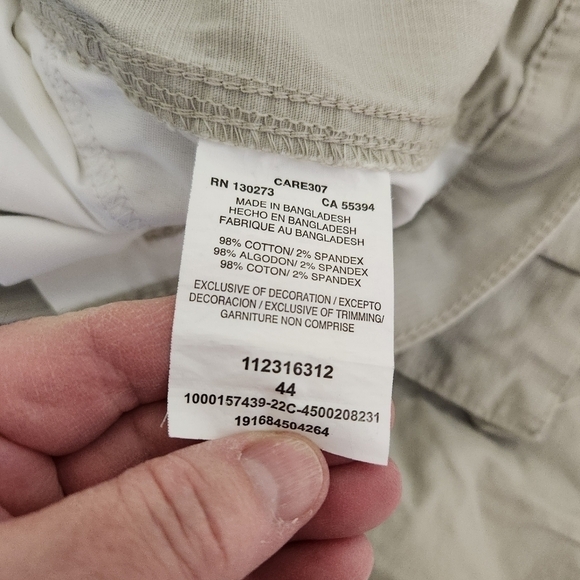 CARE307
RN 130273 CA 55394
MADE IN BANGLADESH
HECHO EN BANGLADESH
FABRIQUE AU BANGLADESH
98% COTTON/ 2% SPANDEX
98% ALGODON/ 2% SPANDEX
98% COTON/ 2% SPANDEX
EXCLUSIVE OF DECORATION / EXCEPTO
DECORACION / EXCLUSIVE OF TRIMMING/
GARNITURE NON COMPRISE
112316312
44
1000157439-22C-4500208231
191684504264